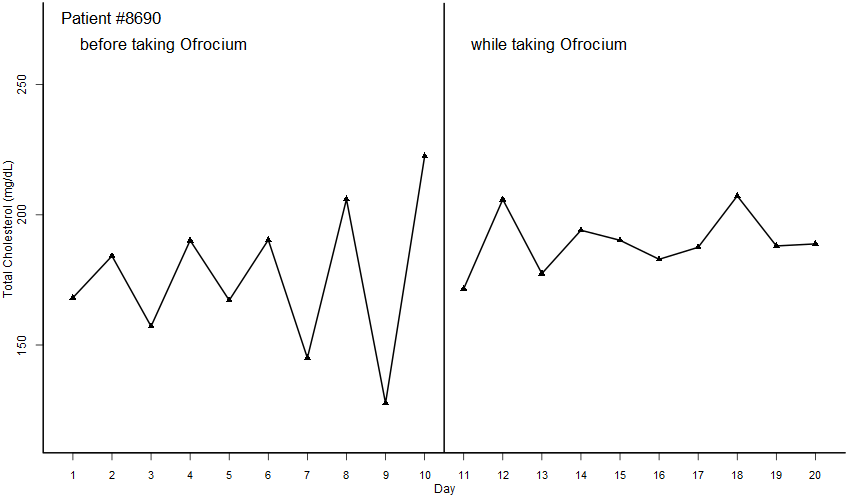 Patient #8690
before taking Ofrocium
while taking Ofrocium
Total Cholesterol (mg/dL)
250
200
150
1 2 3 4 5 6 7 8 9 10 11 12 13 14 15 16 17 18 19 20
Day